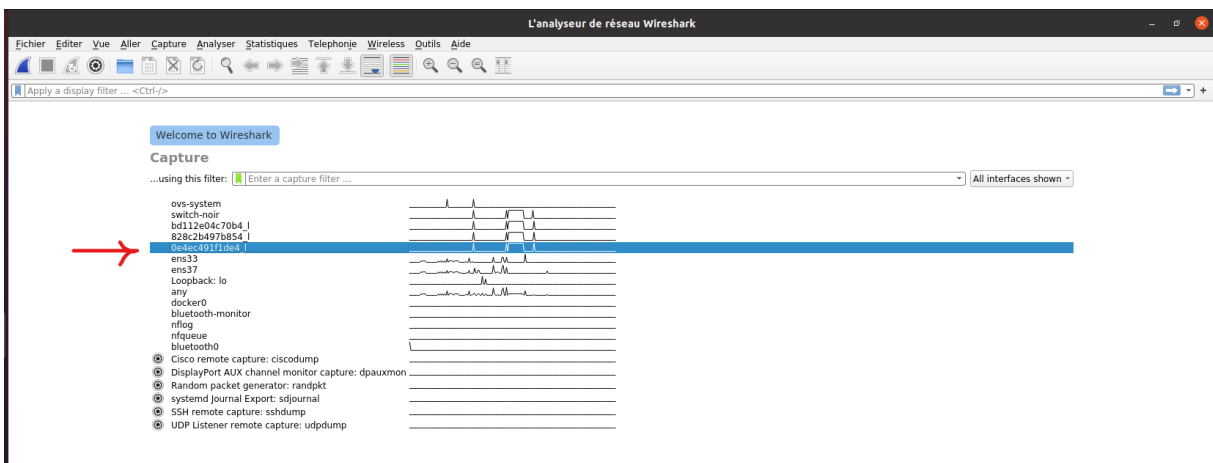 L'analyseur de réseau Wireshark
Fichier Editer Vue Aller Capture Analyser Statistiques Telephonie Wireless Outils Aide
Apply a display filter ... <Ctrl-/>
Welcome to Wireshark
Capture
...using this filter: Enter a capture filter ... All interfaces shown
ovs-system
switch-noir
bd112e04c70b4_l
828c2b497b854_l
0e4ec491f1de4_l
ens33
ens37
Loopback: lo
any
docker0
bluetooth-monitor
nflog
nfqueue
bluetooth0
Cisco remote capture: ciscodump
DisplayPort AUX channel monitor capture: dpauxmon
Random packet generator: randpkt
systemd Journal Export: sdjournal
SSH remote capture: sshdump
UDP Listener remote capture: udpdump